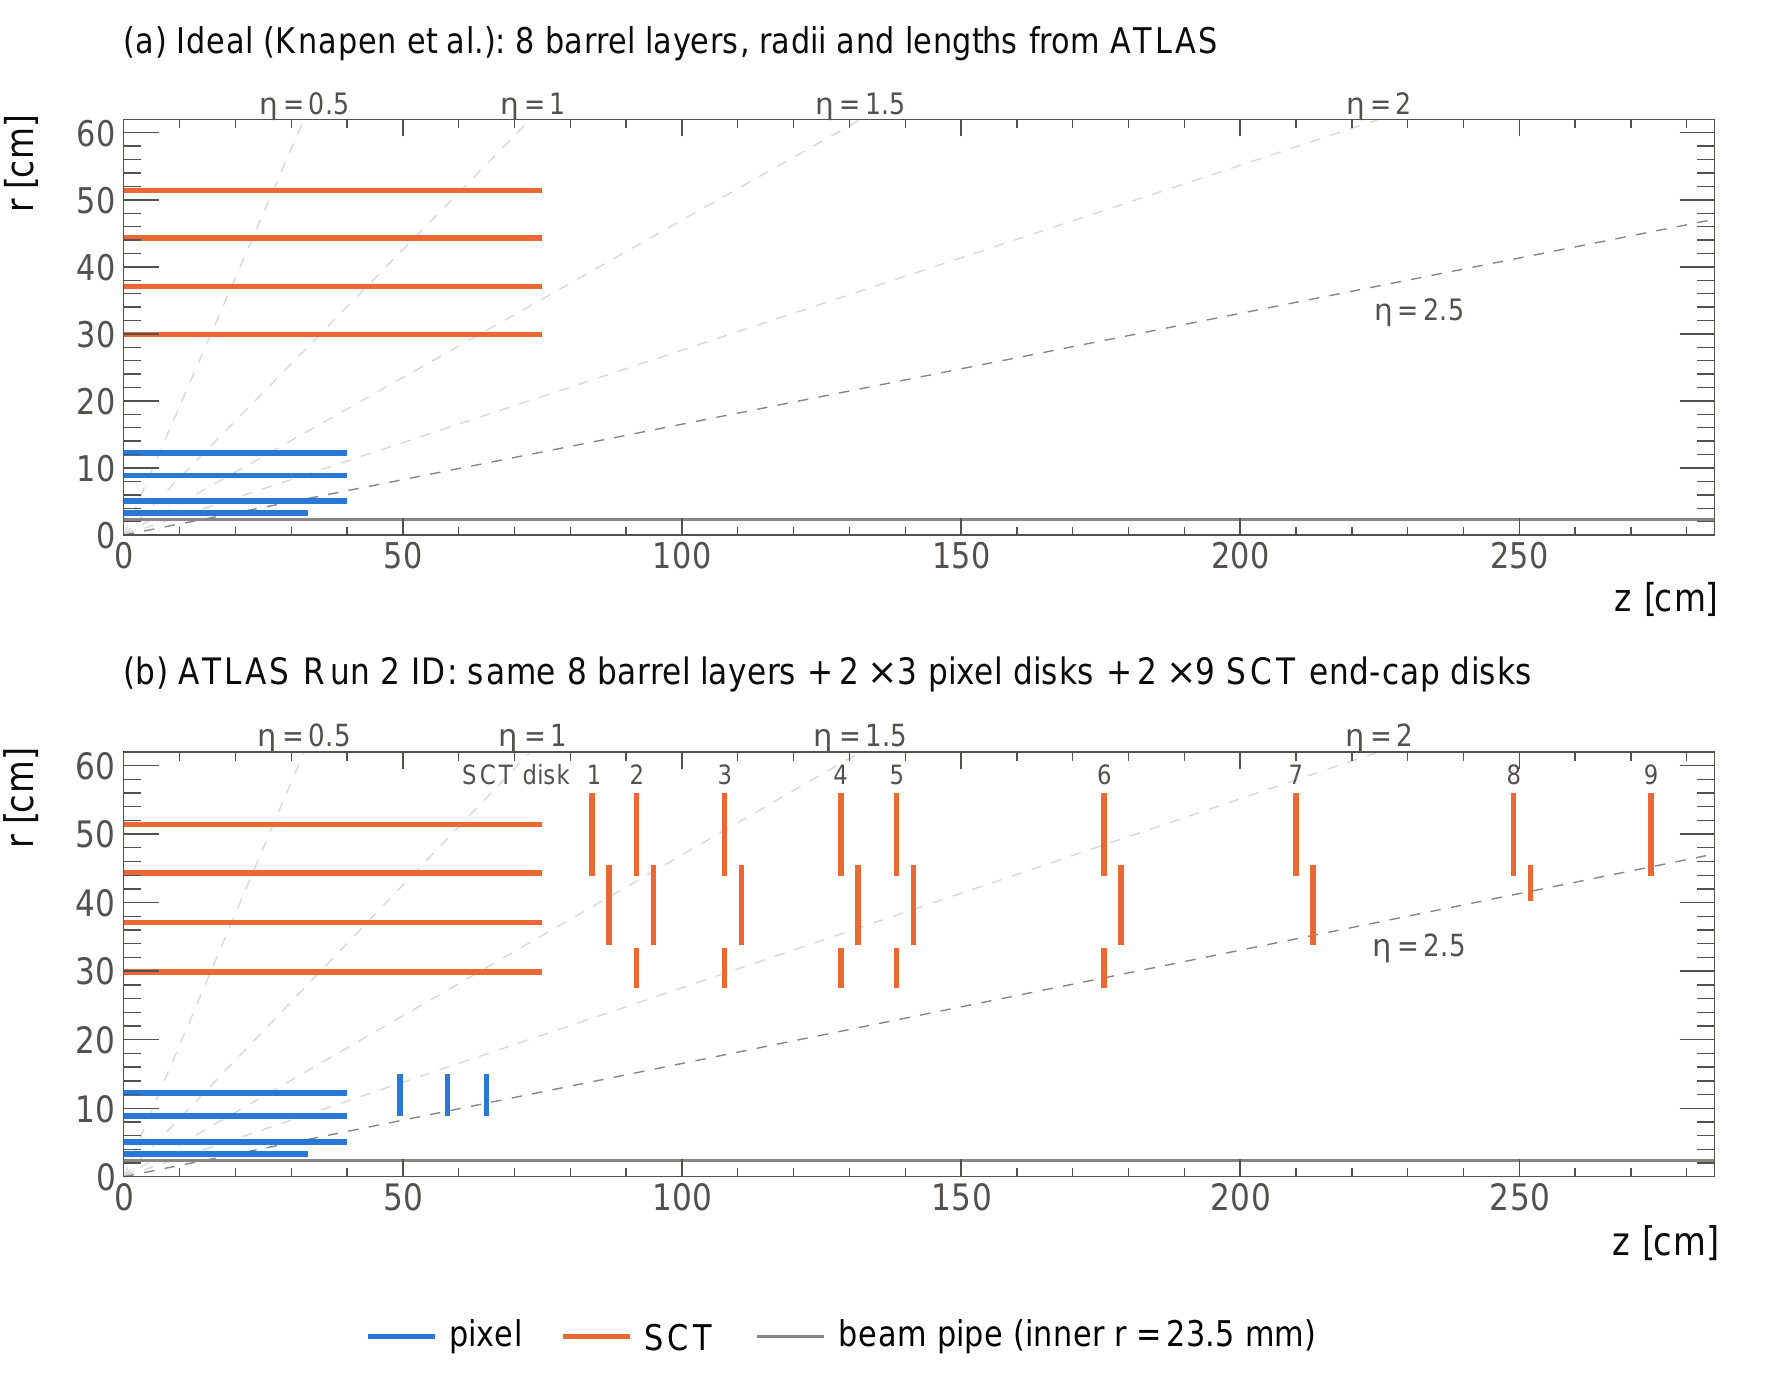 (a) Ideal (Knapen et al.): 8 barrel layers, radii and lengths from ATLAS
η = 0.5 η = 1 η = 1.5 η = 2
r [cm]
60
50
40
30
η = 2.5
20
10
0
0 50 100 150 200 250
z [cm]
(b) ATLAS Run 2 ID: same 8 barrel layers + 2 × 3 pixel disks + 2 × 9 SCT end-cap disks
η = 0.5 η = 1 η = 1.5 η = 2
r [cm]
60
SCT disk 1 2 3 4 5 6 7 8 9
50
40
η = 2.5
30
20
10
0
0 50 100 150 200 250
z [cm]
pixel SCT beam pipe (inner r = 23.5 mm)